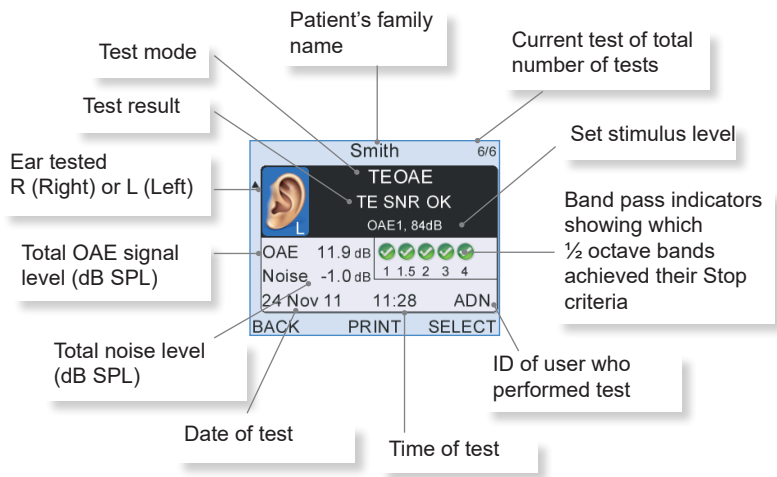 Patient’s family
name
Test mode
Current test of total
number of tests
Test result
Set stimulus level
Ear tested
R (Right) or L (Left)
Smith 6/6
TEOAE
TE SNR OK
OAE1, 84dB
L
Band pass indicators
showing which
½ octave bands
achieved their Stop
criteria
Total OAE signal
level (dB SPL)
OAE 11.9 dB
Noise -1.0 dB
1 1.5 2 3 4
24 Nov 11 11:28 ADN
BACK PRINT SELECT
Total noise level
(dB SPL)
ID of user who
performed test
Date of test
Time of test